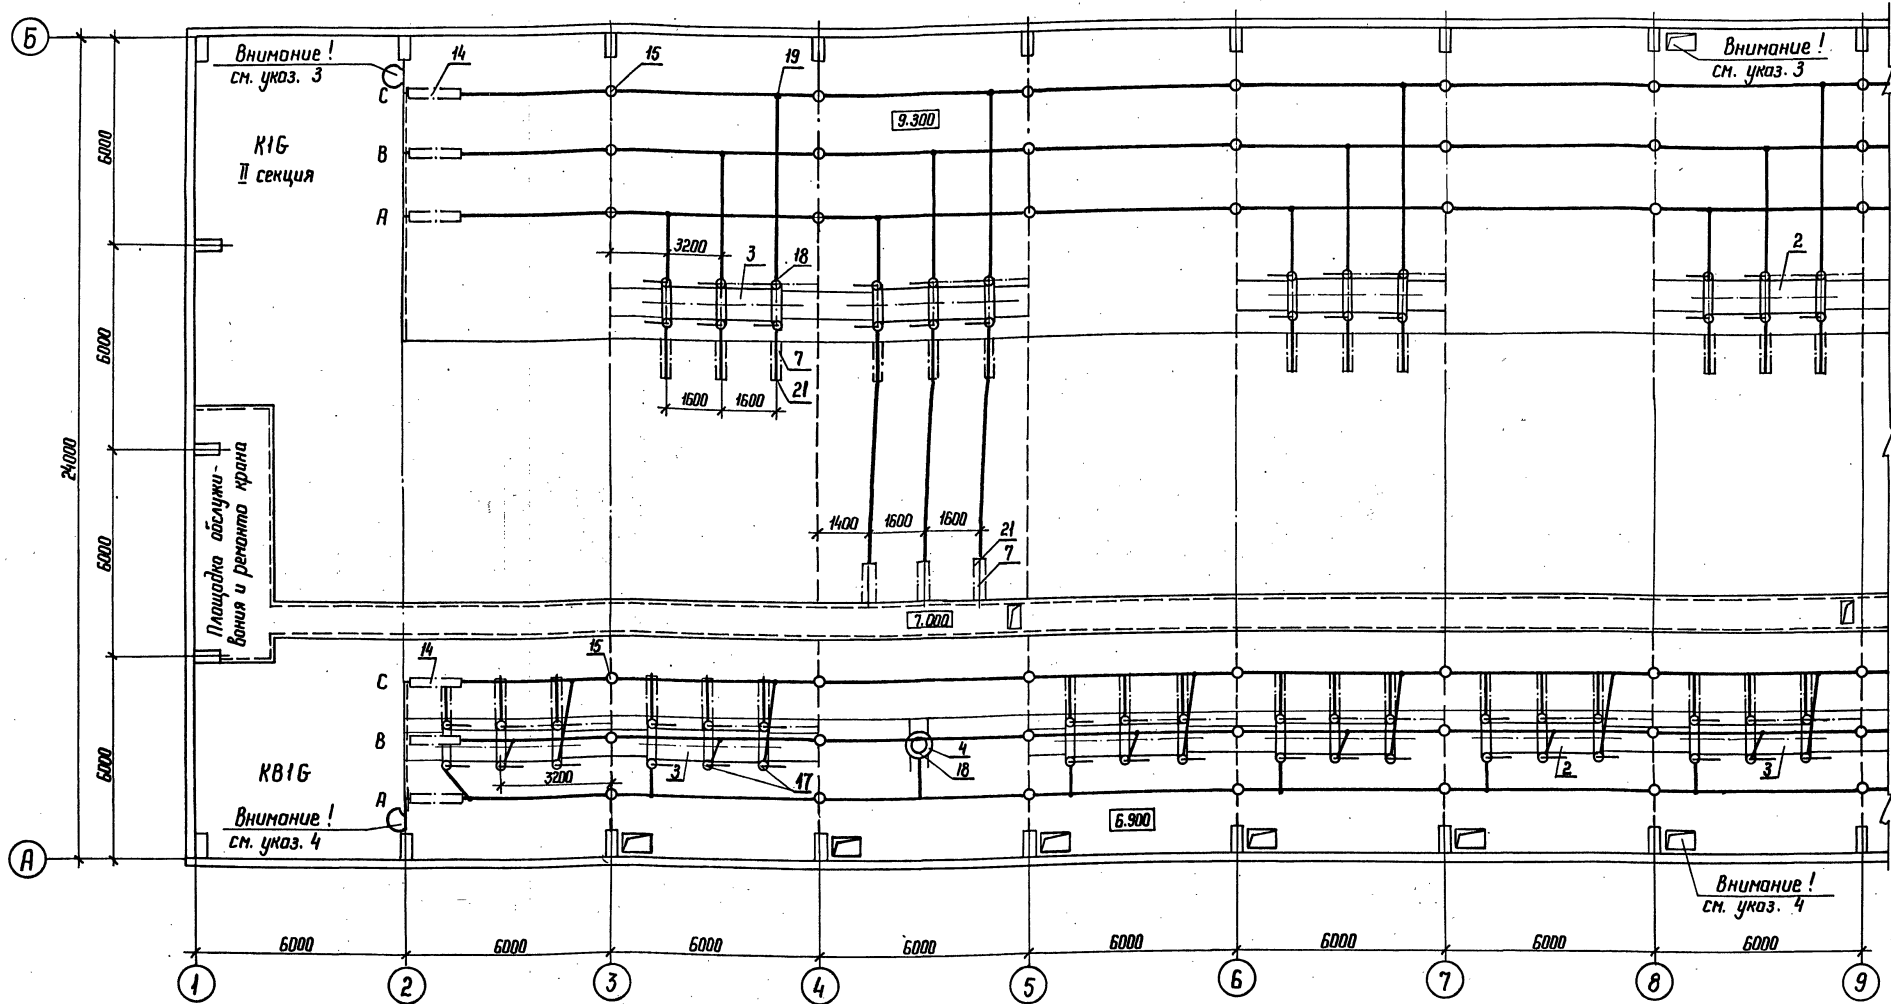 Б
Внимание !
см. указ. 3
14
15
19
Внимание !
см. указ. 3
C
9.300
К1G
II секция
B
A
6000
3200
3
18
2
6000
7
21
1600
1600
24000
Площадка обслужи-
вания и ремонта крана
6000
1400
1600
1600
21
7
7.000
14
15
C
B
4
18
3200
3
17
2
3
КВ1G
A
6000
Внимание !
см. указ. 4
6.900
А
Внимание !
см. указ. 4
6000
6000
6000
6000
6000
6000
6000
6000
1
2
3
4
5
6
7
8
9